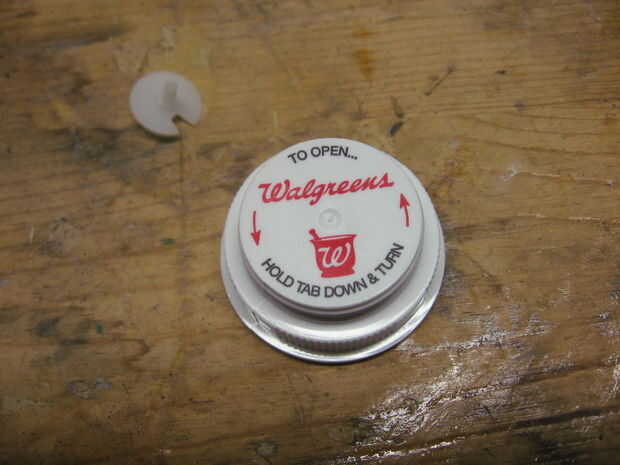 TO OPEN...
Walgreens
W
HOLD TAB DOWN & TURN